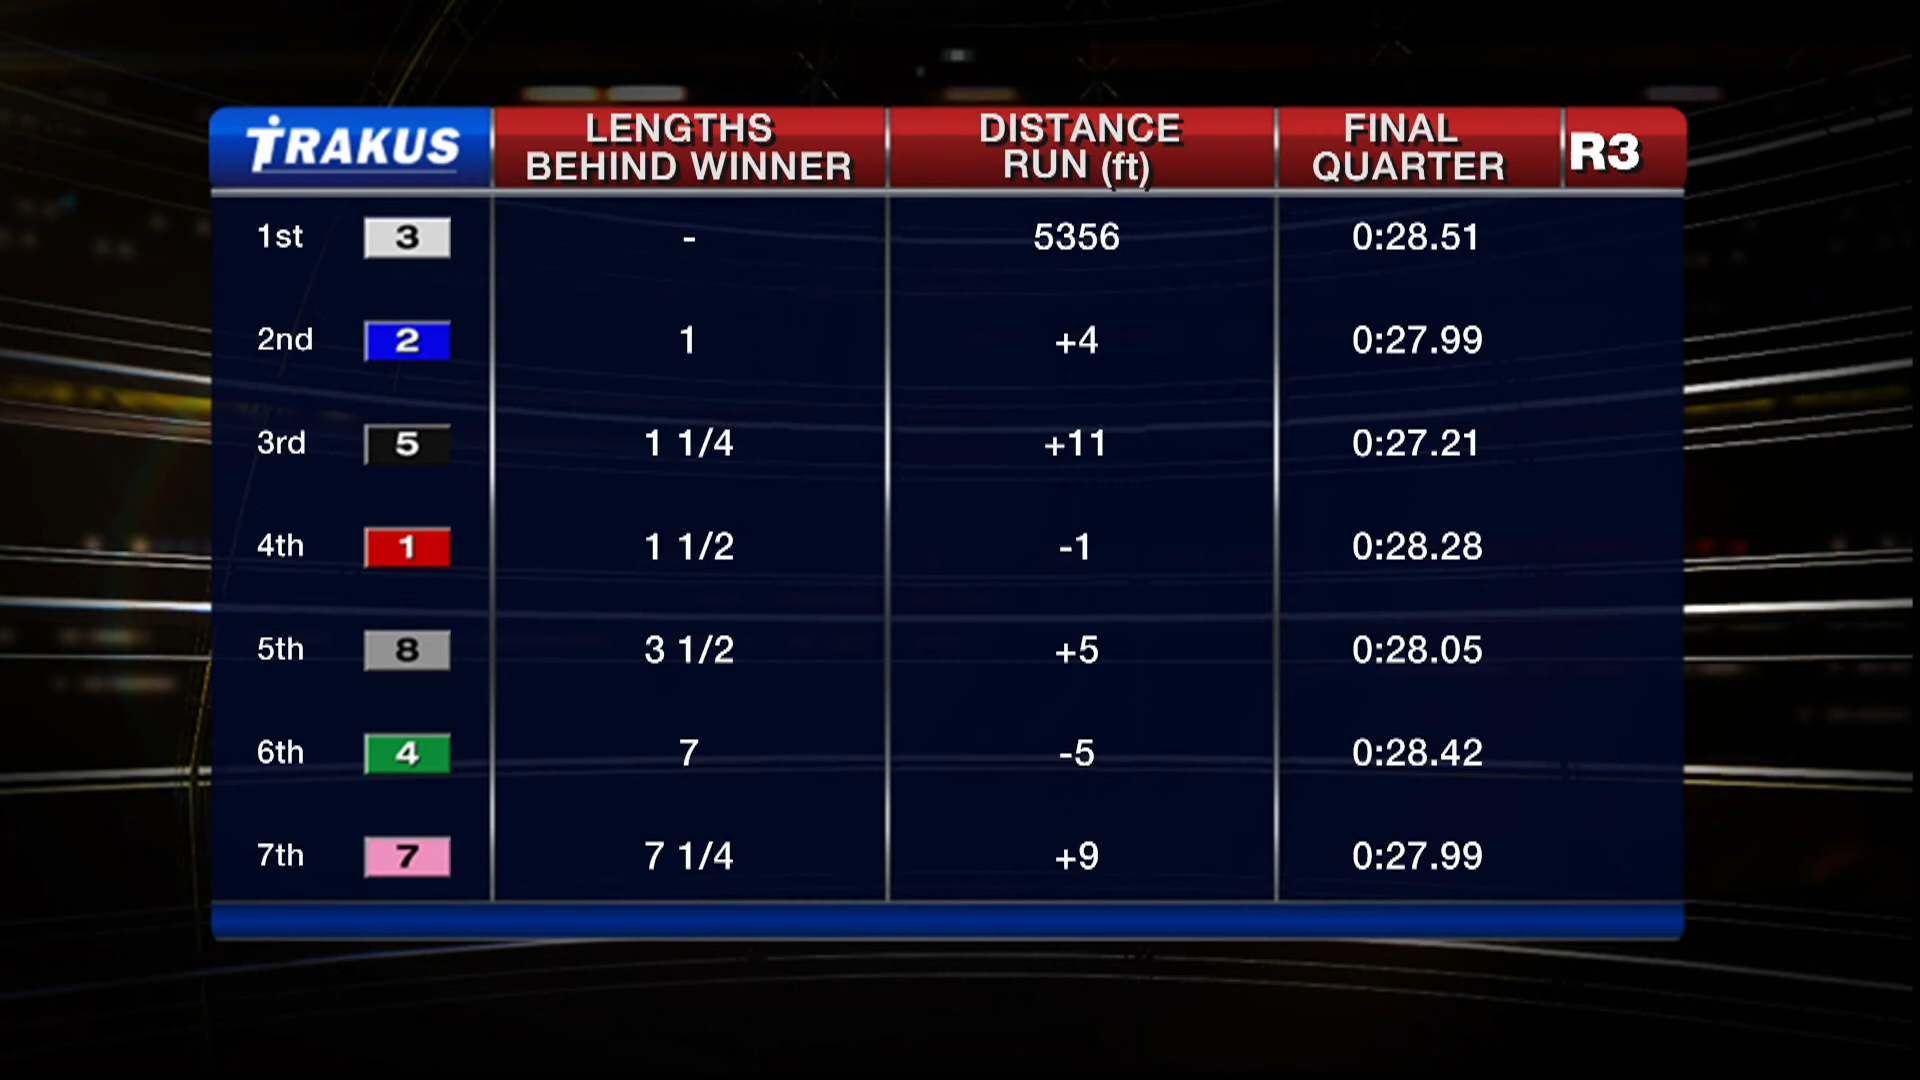 TRAKUS LENGTHS BEHIND WINNER DISTANCE RUN (ft) FINAL QUARTER R3
1st 3 - 5356 0:28.51
2nd 2 1 +4 0:27.99
3rd 5 1 1/4 +11 0:27.21
4th 1 1 1/2 -1 0:28.28
5th 8 3 1/2 +5 0:28.05
6th 4 7 -5 0:28.42
7th 7 7 1/4 +9 0:27.99